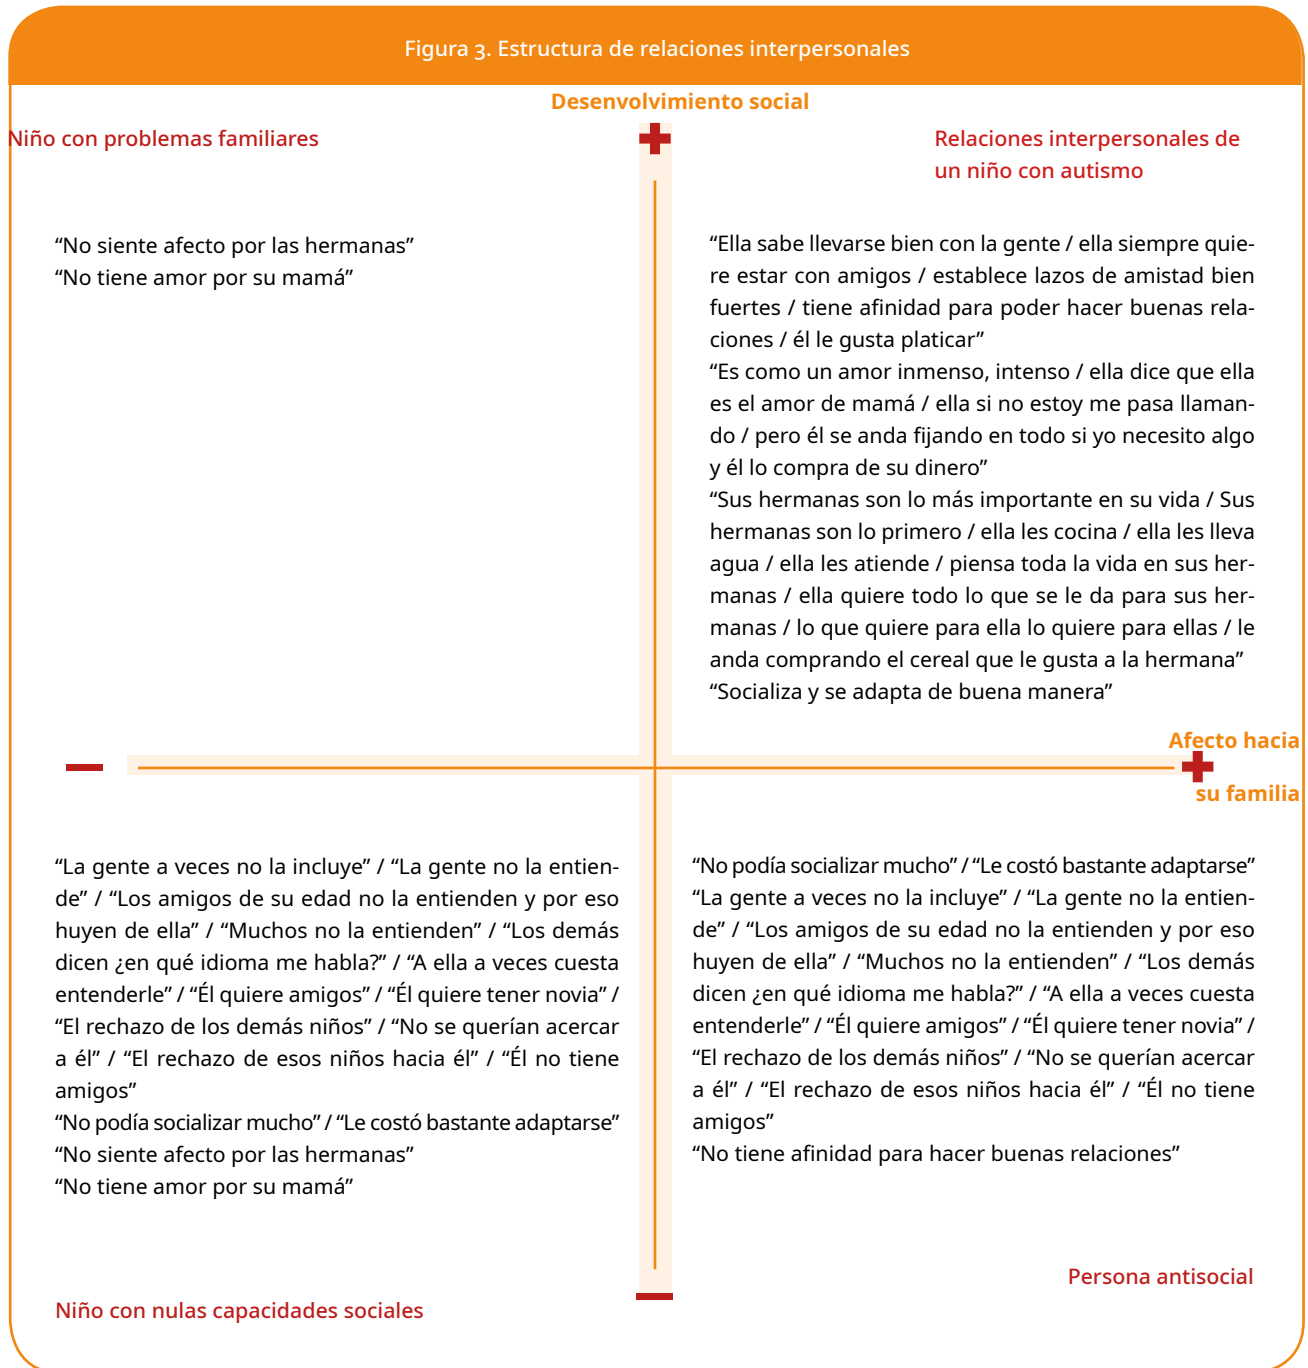 Figura 3. Estructura de relaciones interpersonales
Desenvolvimiento social
Niño con problemas familiares
Relaciones interpersonales de
un niño con autismo
“No siente afecto por las hermanas”
“No tiene amor por su mamá”
“Ella sabe llevarse bien con la gente / ella siempre quie-
re estar con amigos / establece lazos de amistad bien
fuertes / tiene afinidad para poder hacer buenas rela-
ciones / él le gusta platicar”
“Es como un amor inmenso, intenso / ella dice que ella
es el amor de mamá / ella si no estoy me pasa llaman-
do / pero él se anda fijando en todo si yo necesito algo
y él lo compra de su dinero”
“Sus hermanas son lo más importante en su vida / Sus
hermanas son lo primero / ella les cocina / ella les lleva
agua / ella les atiende / piensa toda la vida en sus her-
manas / ella quiere todo lo que se le da para sus her-
manas / lo que quiere para ella lo quiere para ellas / le
anda comprando el cereal que le gusta a la hermana”
“Socializa y se adapta de buena manera”
Afecto hacia
su familia
“La gente a veces no la incluye” / “La gente no la entien-
de” / “Los amigos de su edad no la entienden y por eso
huyen de ella” / “Muchos no la entienden” / “Los demás
dicen ¿en qué idioma me habla?” / “A ella a veces cuesta
entenderle” / “Él quiere amigos” / “Él quiere tener novia” /
“El rechazo de los demás niños” / “No se querían acercar
a él” / “El rechazo de esos niños hacia él” / “Él no tiene
amigos”
“No podía socializar mucho” / “Le costó bastante adaptarse”
“No siente afecto por las hermanas”
“No tiene amor por su mamá”
“No podía socializar mucho” / “Le costó bastante adaptarse”
“La gente a veces no la incluye” / “La gente no la entien-
de” / “Los amigos de su edad no la entienden y por eso
huyen de ella” / “Muchos no la entienden” / “Los demás
dicen ¿en qué idioma me habla?” / “A ella a veces cuesta
entenderle” / “Él quiere amigos” / “Él quiere tener novia” /
“El rechazo de los demás niños” / “No se querían acercar
a él” / “El rechazo de esos niños hacia él” / “Él no tiene
amigos”
“No tiene afinidad para hacer buenas relaciones”
Persona antisocial
Niño con nulas capacidades sociales